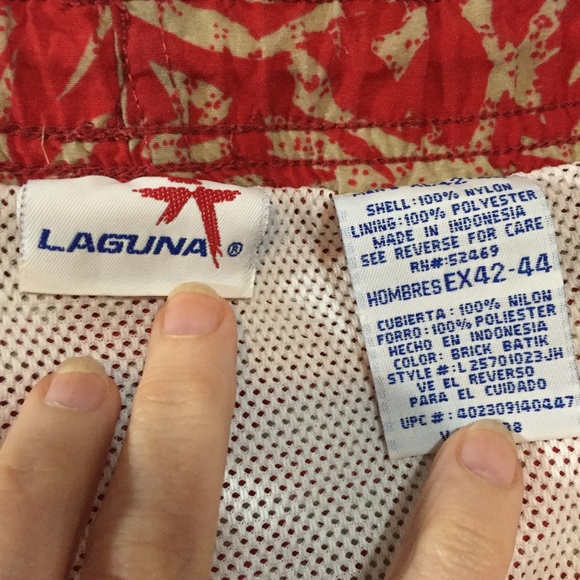 LAGUNA®
SHELL:100% NYLON
LINING:100% POLYESTER
MADE IN INDONESIA
SEE REVERSE FOR CARE
RN#:52469
HOMBRES EX42-44
CUBIERTA:100% NILON
FORRO:100% POLIESTER
HECHO EN INDONESIA
COLOR: BRICK BATIK
STYLE#:L25701023JH
VE EL REVERSO
PARA EL CUIDADO
UPC#:402309140447